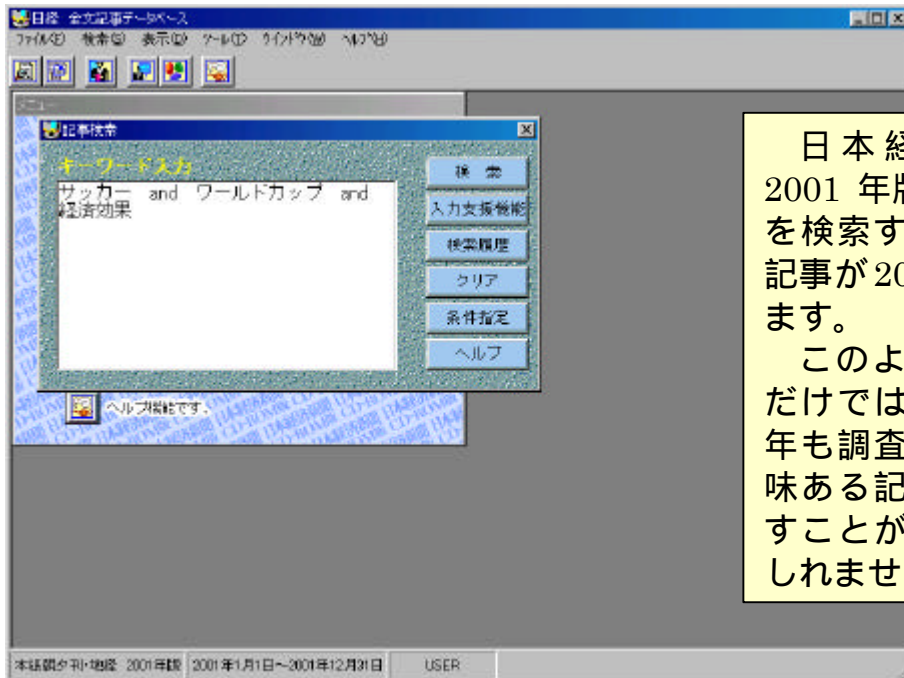 日経 全文記事データベース
ファイル(F) 検索(S) 表示(D) ツール(T) ウインドウ(W) ヘルプ(H)
メニュー
記事検索
キーワード入力
サッカー and ワールドカップ and
経済効果
検 索
入力支援機能
検索履歴
クリア
条件指定
ヘルプ
ヘルプ機能です。
日本経
2001 年版
を検索す
記事が20
ます。
このよ
だけでは
年も調査
味ある記
すことが
しれませ
本紙朝夕刊・地経 2001年版 2001年1月1日～2001年12月31日 USER